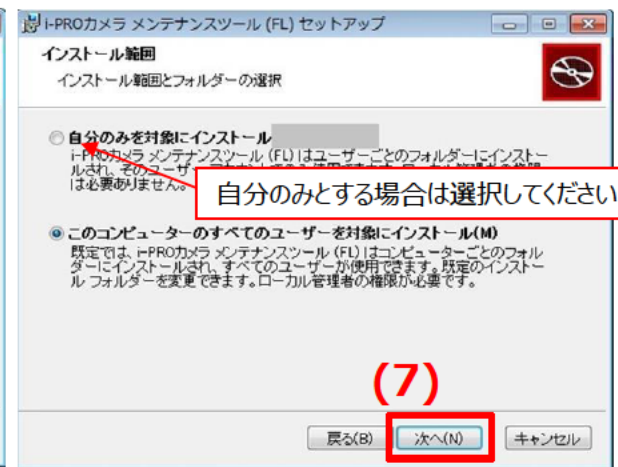 i-PROカメラ メンテナンスツール (FL) セットアップ
インストール範囲
インストール範囲とフォルダーの選択
自分のみを対象にインストール
i-PROカメラ メンテナンスツール (FL) はユーザーごとのフォルダーにインストー
ルされ、そのユーザー
は必要ありません。
自分のみとする場合は選択してください
このコンピューターのすべてのユーザーを対象にインストール(M)
既定では、i-PROカメラ メンテナンスツール (FL) はコンピューターごとのフォル
ダーにインストールされ、すべてのユーザーが使用できます。既定のインストー
ル フォルダーを変更できます。ローカル管理者の権限が必要です。
(7)
戻る(B)
次へ(N)
キャンセル